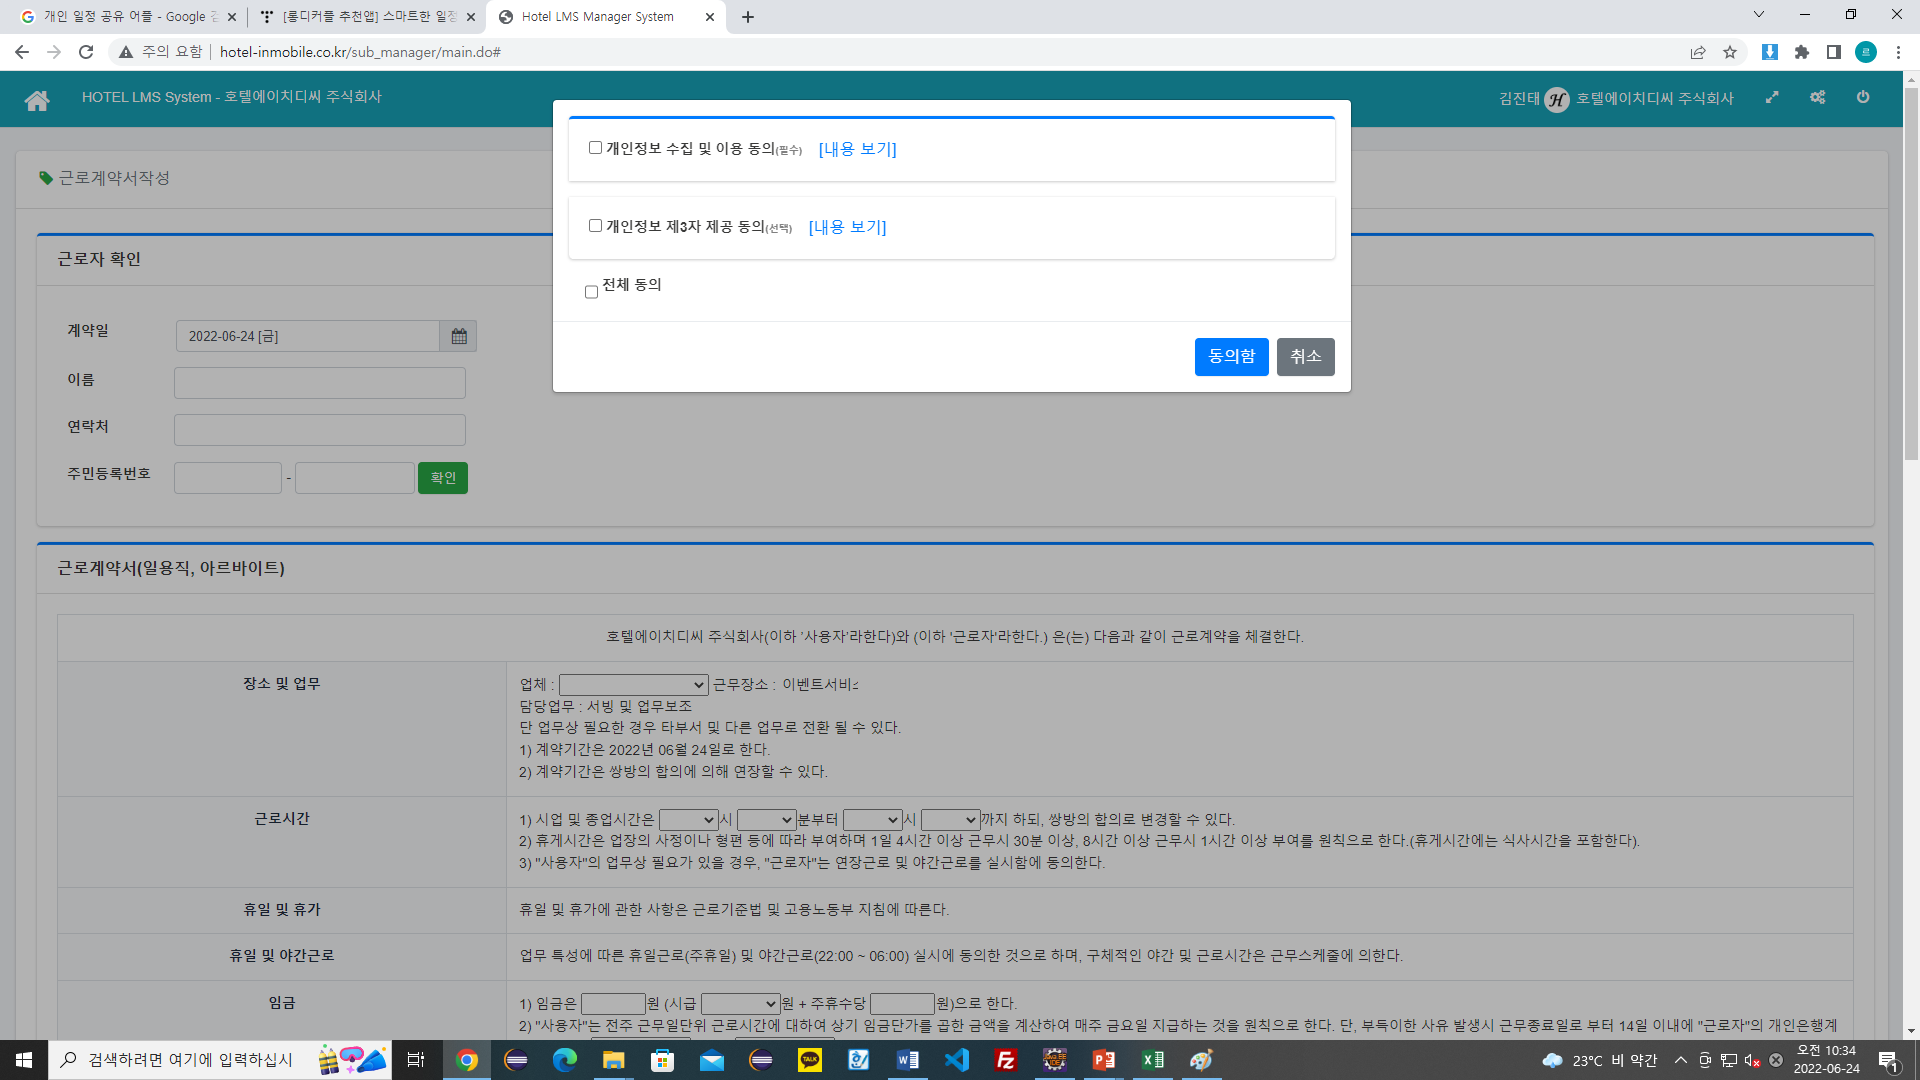 개인 일정 공유 어플 - Google 검
[롱디커플 추천앱] 스마트한 일정
Hotel LMS Manager System
주의 요함
hotel-inmobile.co.kr/sub_manager/main.do#
HOTEL LMS System - 호텔에이치디씨 주식회사
김진태 H 호텔에이치디씨 주식회사
개인정보 수집 및 이용 동의(필수) [내용 보기]
개인정보 제3자 제공 동의(선택) [내용 보기]
전체 동의
동의함 취소
근로계약서작성
근로자 확인
계약일 2022-06-24 [금]
이름
연락처
주민등록번호 - 확인
근로계약서(일용직, 아르바이트)
호텔에이치디씨 주식회사(이하 '사용자'라한다)와 (이하 '근로자'라한다.) 은(는) 다음과 같이 근로계약을 체결한다.
장소 및 업무
업체 : 근무장소 : 이벤트서비스
담당업무 : 서빙 및 업무보조
단 업무상 필요한 경우 타부서 및 다른 업무로 전환 될 수 있다.
1) 계약기간은 2022년 06월 24일로 한다.
2) 계약기간은 쌍방의 합의에 의해 연장할 수 있다.
근로시간
1) 시업 및 종업시간은 시 분부터 시 까지 하되, 쌍방의 합의로 변경할 수 있다.
2) 휴게시간은 업장의 사정이나 형편 등에 따라 부여하며 1일 4시간 이상 근무시 30분 이상, 8시간 이상 근무시 1시간 이상 부여를 원칙으로 한다.(휴게시간에는 식사시간을 포함한다).
3) "사용자"의 업무상 필요가 있을 경우, "근로자"는 연장근로 및 야간근로를 실시함에 동의한다.
휴일 및 휴가
휴일 및 휴가에 관한 사항은 근로기준법 및 고용노동부 지침에 따른다.
휴일 및 야간근로
업무 특성에 따른 휴일근로(주휴일) 및 야간근로(22:00 ~ 06:00) 실시에 동의한 것으로 하며, 구체적인 야간 및 근로시간은 근무스케줄에 의한다.
임금
1) 임금은 원 (시급 원 + 주휴수당 원)으로 한다.
2) "사용자"는 전주 근무일단위 근로시간에 대하여 상기 임금단가를 곱한 금액을 계산하여 매주 금요일 지급하는 것을 원칙으로 한다. 단, 부득이한 사유 발생시 근무종료일로 부터 14일 이내에 "근로자"의 개인은행계
검색하려면 여기에 입력하십시
23°C 비 약간
오전 10:34
2022-06-24
1